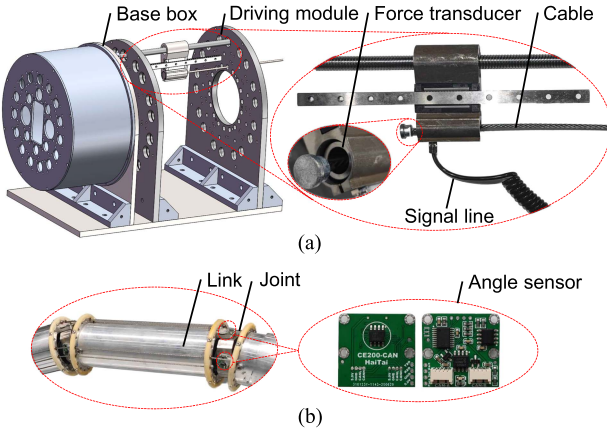 Base box
Driving module
Force transducer
Cable
Signal line
(a)
Link
Joint
Angle sensor
CE200-CAN
HaiTai
(b)